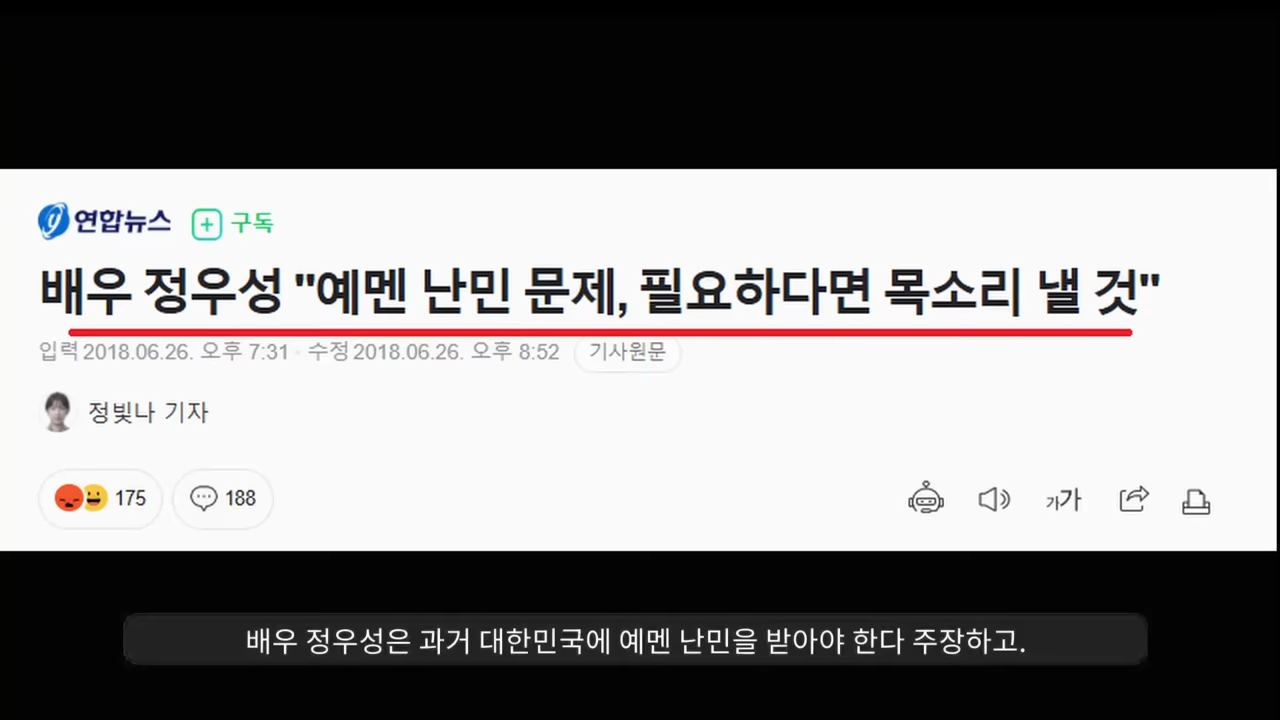 연합뉴스 구독
배우 정우성 "예멘 난민 문제, 필요하다면 목소리 낼 것"
입력 2018.06.26. 오후 7:31 · 수정 2018.06.26. 오후 8:52 기사원문
정빛나 기자
175 188 가가
배우 정우성은 과거 대한민국에 예멘 난민을 받아야 한다 주장하고.